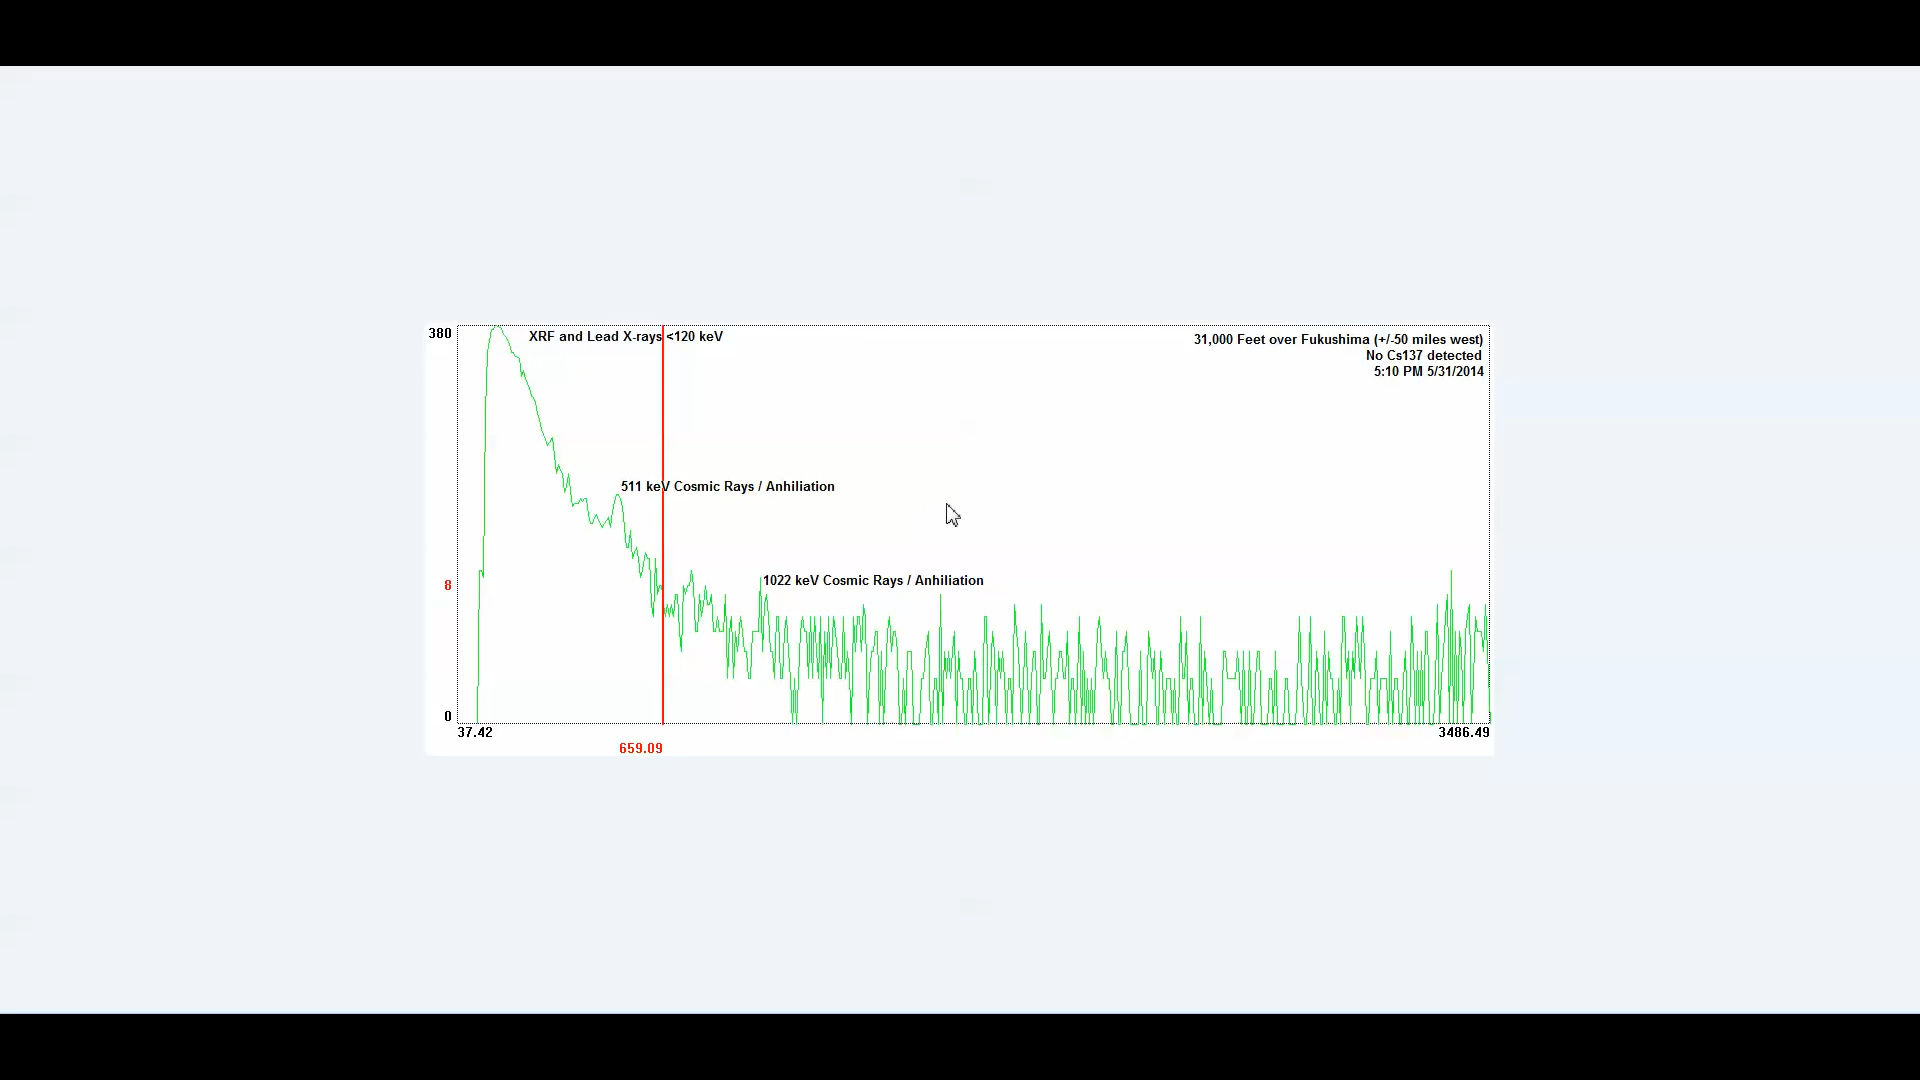 380
XRF and Lead X-rays <120 keV
31,000 Feet over Fukushima (+/-50 miles west)
No Cs137 detected
5:10 PM 5/31/2014
511 keV Cosmic Rays / Anhiliation
1022 keV Cosmic Rays / Anhiliation
8
0
37.42
3486.49
659.09